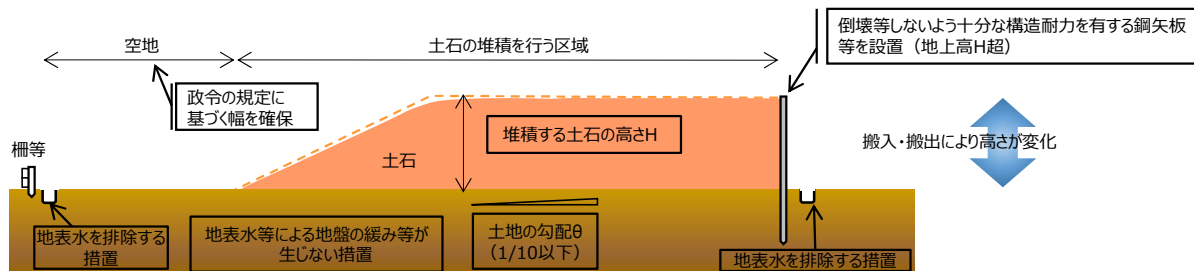 空地
土石の堆積を行う区域
倒壊等しないよう十分な構造耐力を有する鋼矢板
等を設置（地上高H超）
政令の規定に
基づく幅を確保
堆積する土石の高さH
搬入・搬出により高さが変化
柵等
土石
地表水を排除する
措置
地表水等による地盤の緩み等が
生じない措置
土地の勾配θ
（1/10以下）
地表水を排除する措置